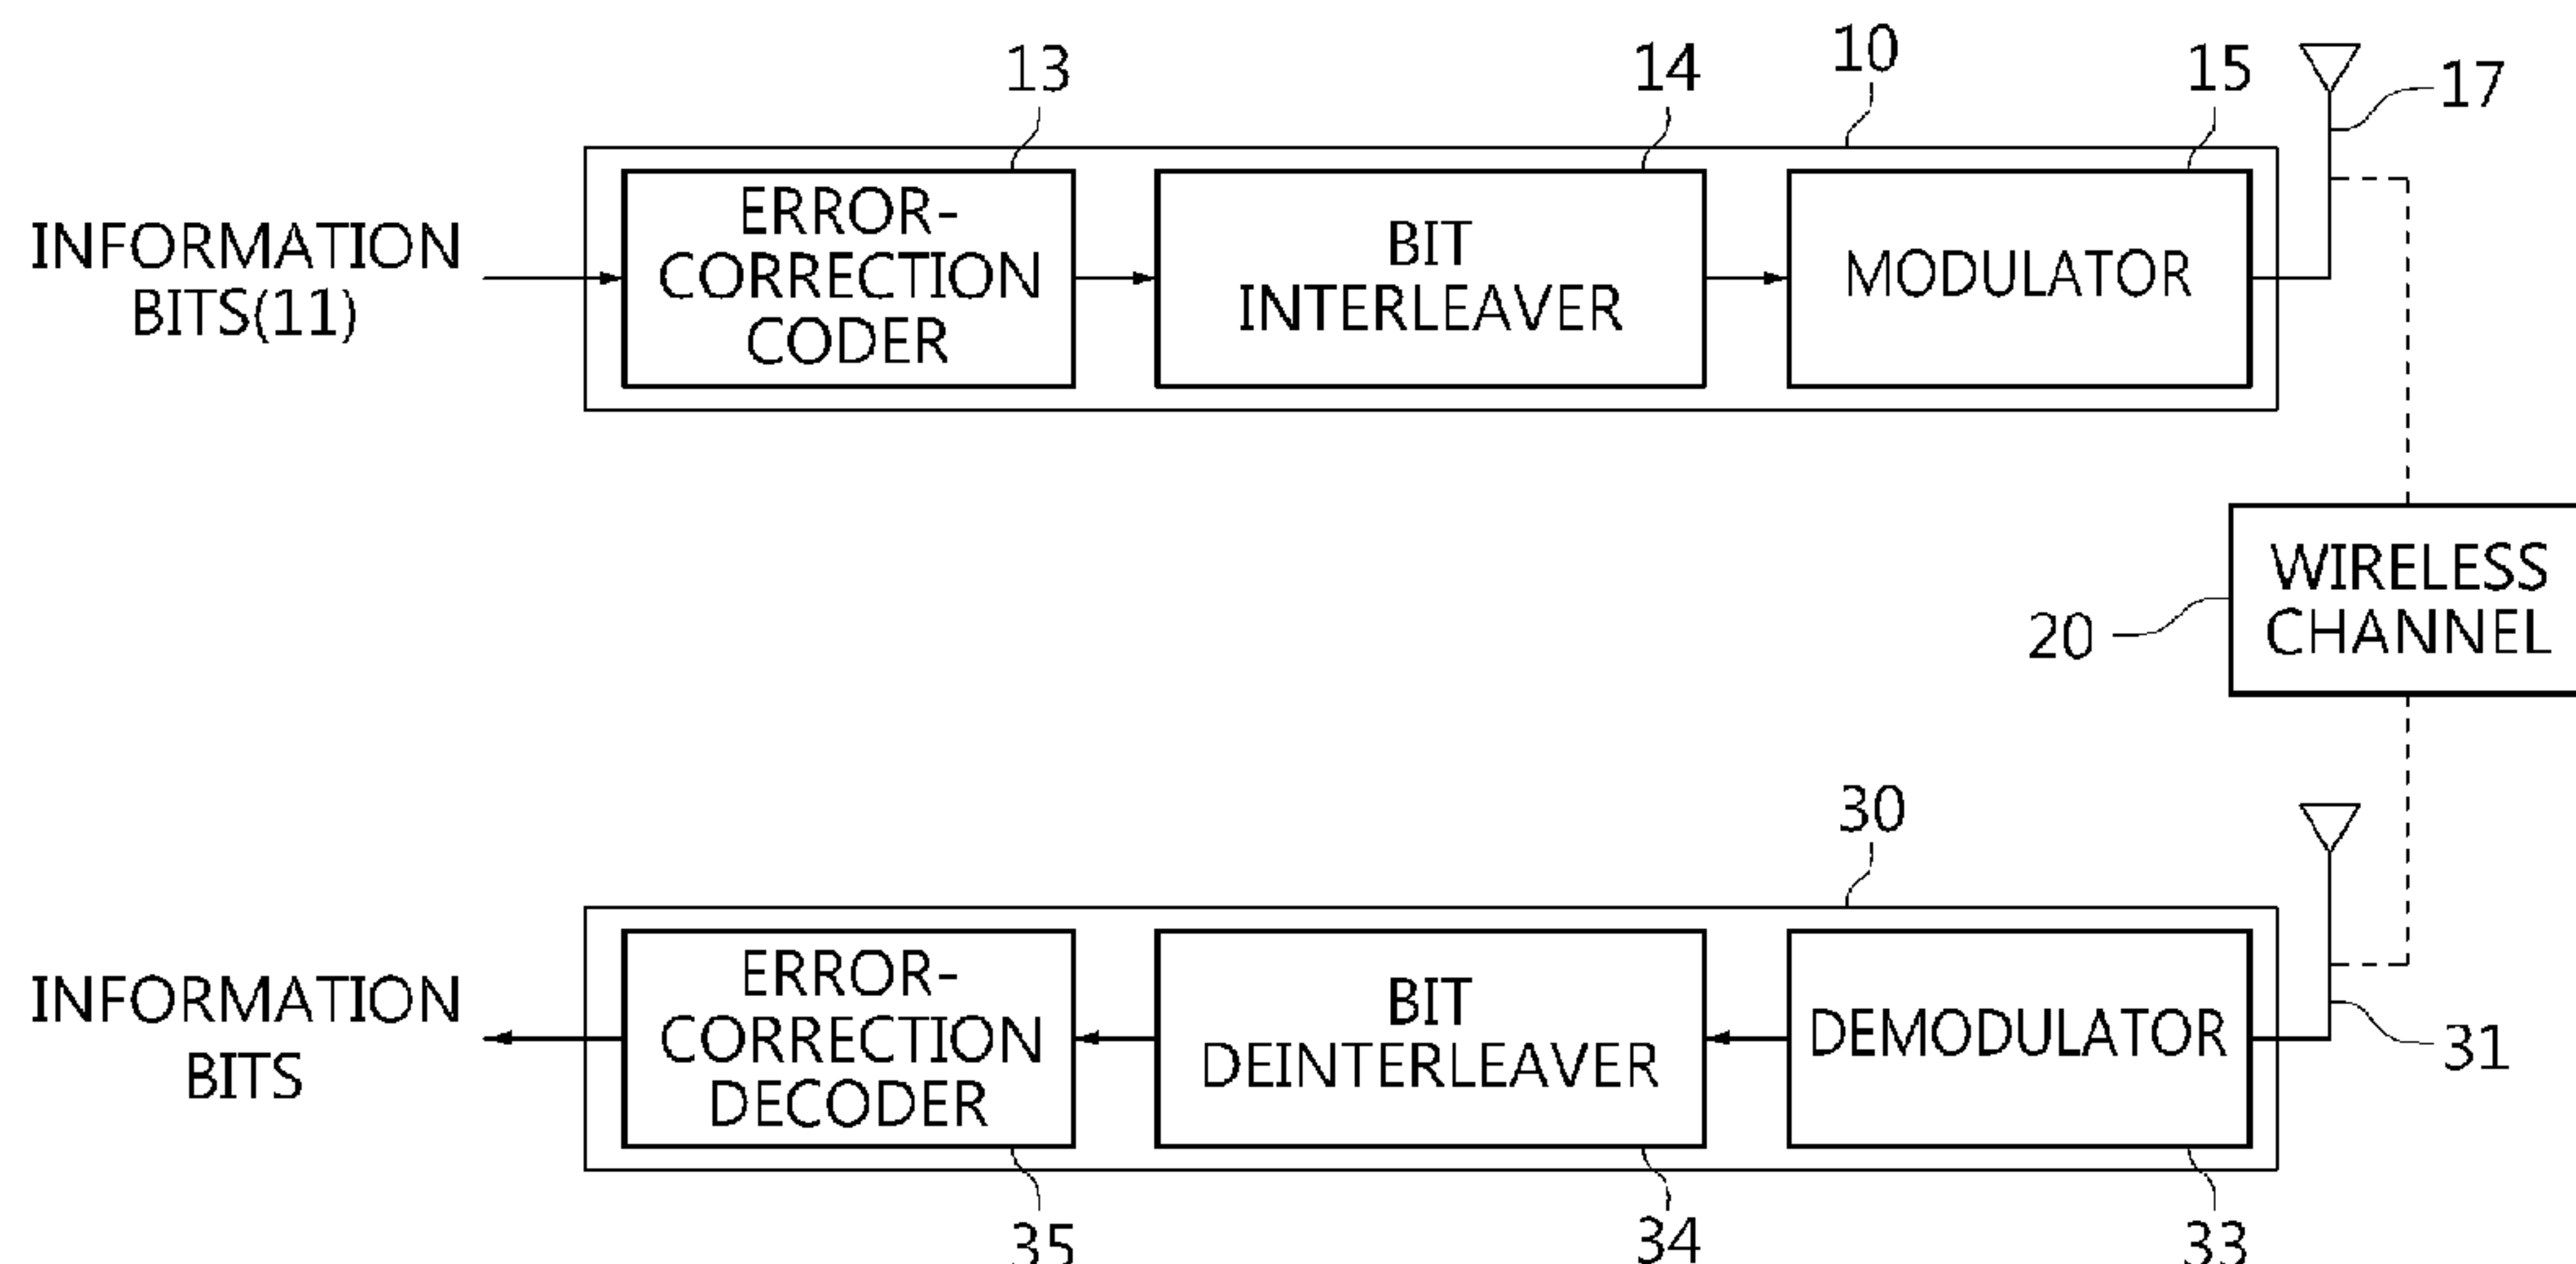 10
13
14
15
17
INFORMATION
BITS(11)
ERROR-
CORRECTION
CODER
BIT
INTERLEAVER
MODULATOR
WIRELESS
CHANNEL
20
30
INFORMATION
BITS
ERROR-
CORRECTION
DECODER
BIT
DEINTERLEAVER
DEMODULATOR
31
35
34
33